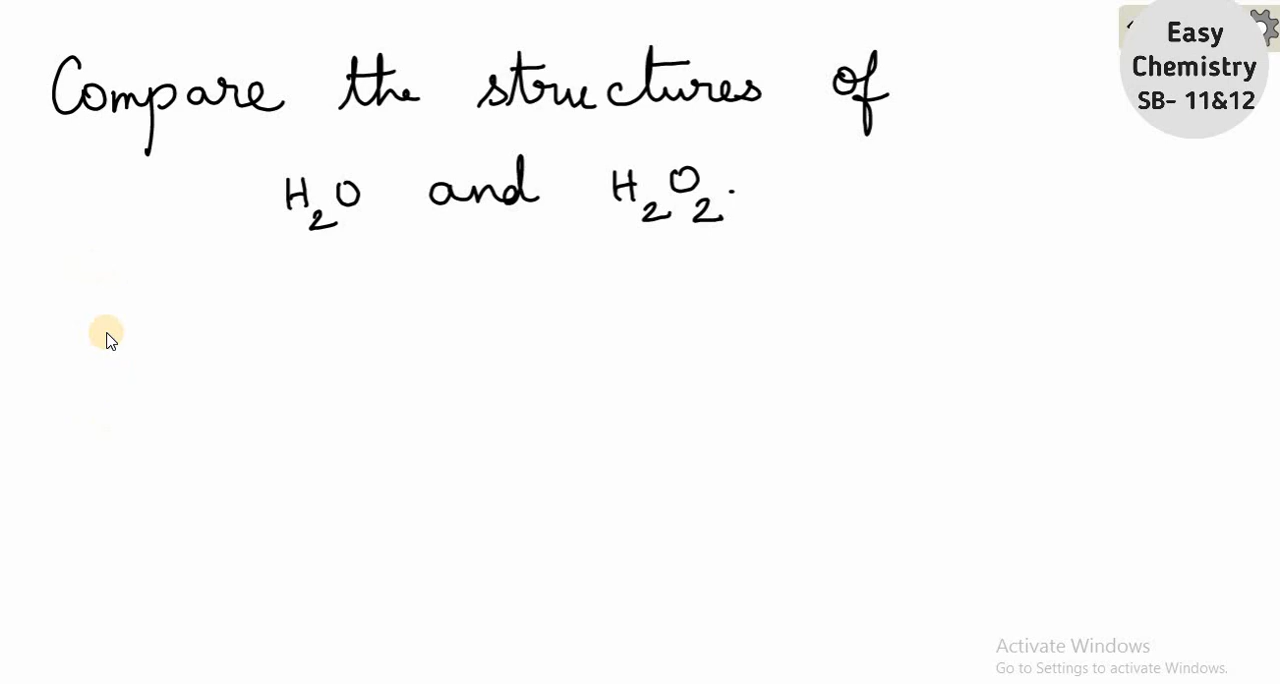 Compare the structures of
H₂O and H₂O₂.
Easy
Chemistry
SB- 11&12
Activate Windows
Go to Settings to activate Windows.